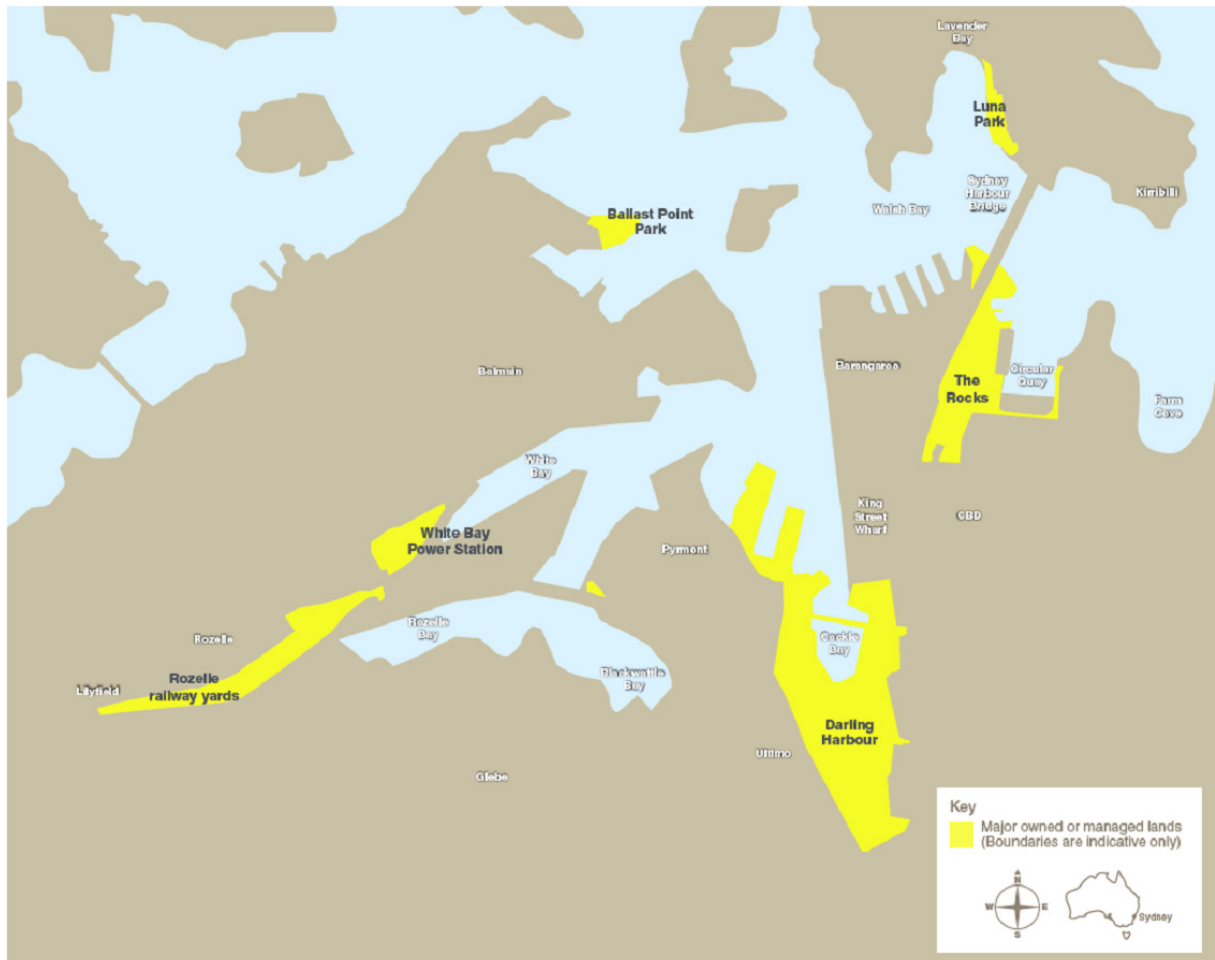 Lavender
Bay
Luna
Park
Sydney
Harbour
Bridge
Walsh Bay
Kirribilli
Ballast Point
Park
Balmain
Barangaroo
The
Rocks
Circular
Quay
Farm
Cove
White
Bay
King
Street
Wharf
CBD
White Bay
Power Station
Pyrmont
Rozelle
Rozelle
Bay
Cockle
Bay
Blackwattle
Bay
Lilyfield
Rozelle
railway yards
Darling
Harbour
Ultimo
Glebe
Key
Major owned or managed lands
(Boundaries are indicative only)
N
W
E
S
Sydney